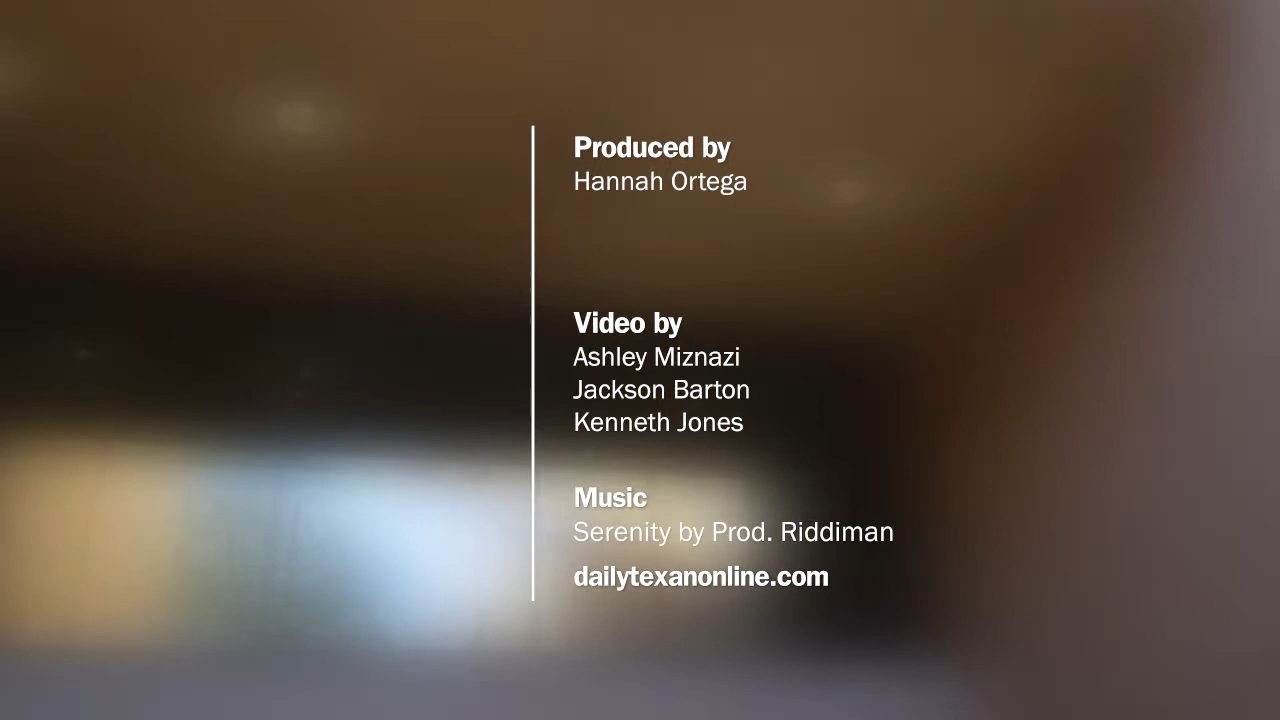 Produced by
Hannah Ortega
Video by
Ashley Miznazi
Jackson Barton
Kenneth Jones
Music
Serenity by Prod. Riddiman
dailytexanonline.com